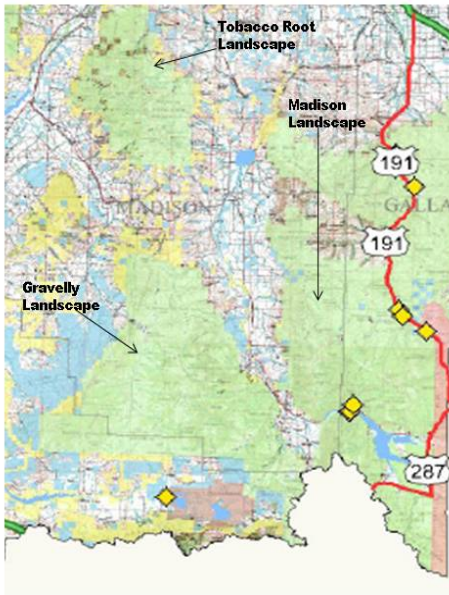 Tobacco Root
Landscape
Madison
Landscape
191
MADISON
GALLA
191
Gravelly
Landscape
287